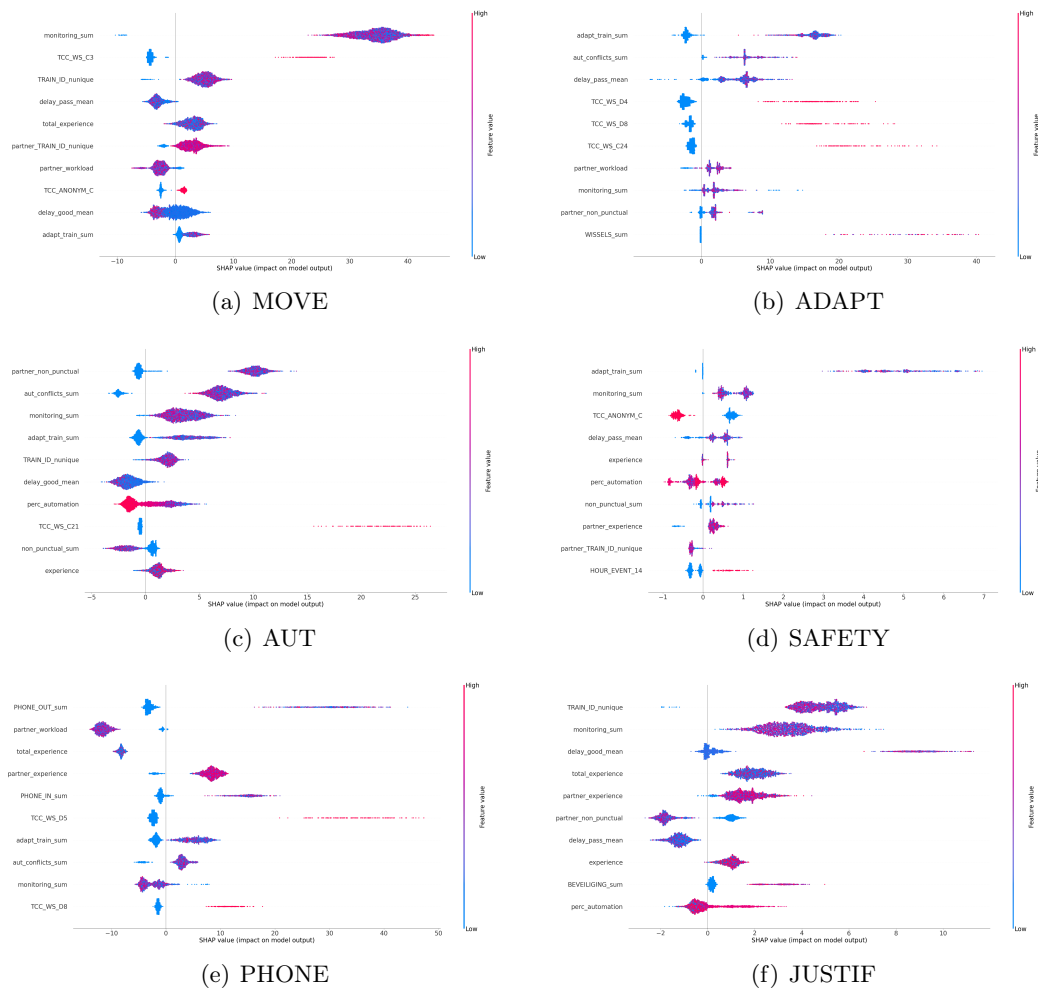 High
monitoring_sum
TCC_WS_C3
TRAIN_ID_nunique
delay_pass_mean
total_experience
partner_TRAIN_ID_nunique
partner_workload
TCC_ANONYM_C
delay_good_mean
adapt_train_sum
Feature value
Low
−10 0 10 20 30 40
SHAP value (impact on model output)
(a) MOVE
High
adapt_train_sum
aut_conflicts_sum
delay_pass_mean
TCC_WS_D4
TCC_WS_D8
TCC_WS_C24
partner_workload
monitoring_sum
partner_non_punctual
WISSELS_sum
Feature value
Low
0 10 20 30 40
SHAP value (impact on model output)
(b) ADAPT
High
partner_non_punctual
aut_conflicts_sum
monitoring_sum
adapt_train_sum
TRAIN_ID_nunique
delay_good_mean
perc_automation
TCC_WS_C21
non_punctual_sum
experience
Feature value
Low
−5 0 5 10 15 20 25
SHAP value (impact on model output)
(c) AUT
High
adapt_train_sum
monitoring_sum
TCC_ANONYM_C
delay_pass_mean
experience
perc_automation
non_punctual_sum
partner_experience
partner_TRAIN_ID_nunique
HOUR_EVENT_14
Feature value
Low
−1 0 1 2 3 4 5 6 7
SHAP value (impact on model output)
(d) SAFETY
High
PHONE_OUT_sum
partner_workload
total_experience
partner_experience
PHONE_IN_sum
TCC_WS_D5
adapt_train_sum
aut_conflicts_sum
monitoring_sum
TCC_WS_D8
Feature value
Low
−10 0 10 20 30 40 50
SHAP value (impact on model output)
(e) PHONE
High
TRAIN_ID_nunique
monitoring_sum
delay_good_mean
total_experience
partner_experience
partner_non_punctual
delay_pass_mean
experience
BEVEILIGING_sum
perc_automation
Feature value
Low
−2 0 2 4 6 8 10
SHAP value (impact on model output)
(f) JUSTIF